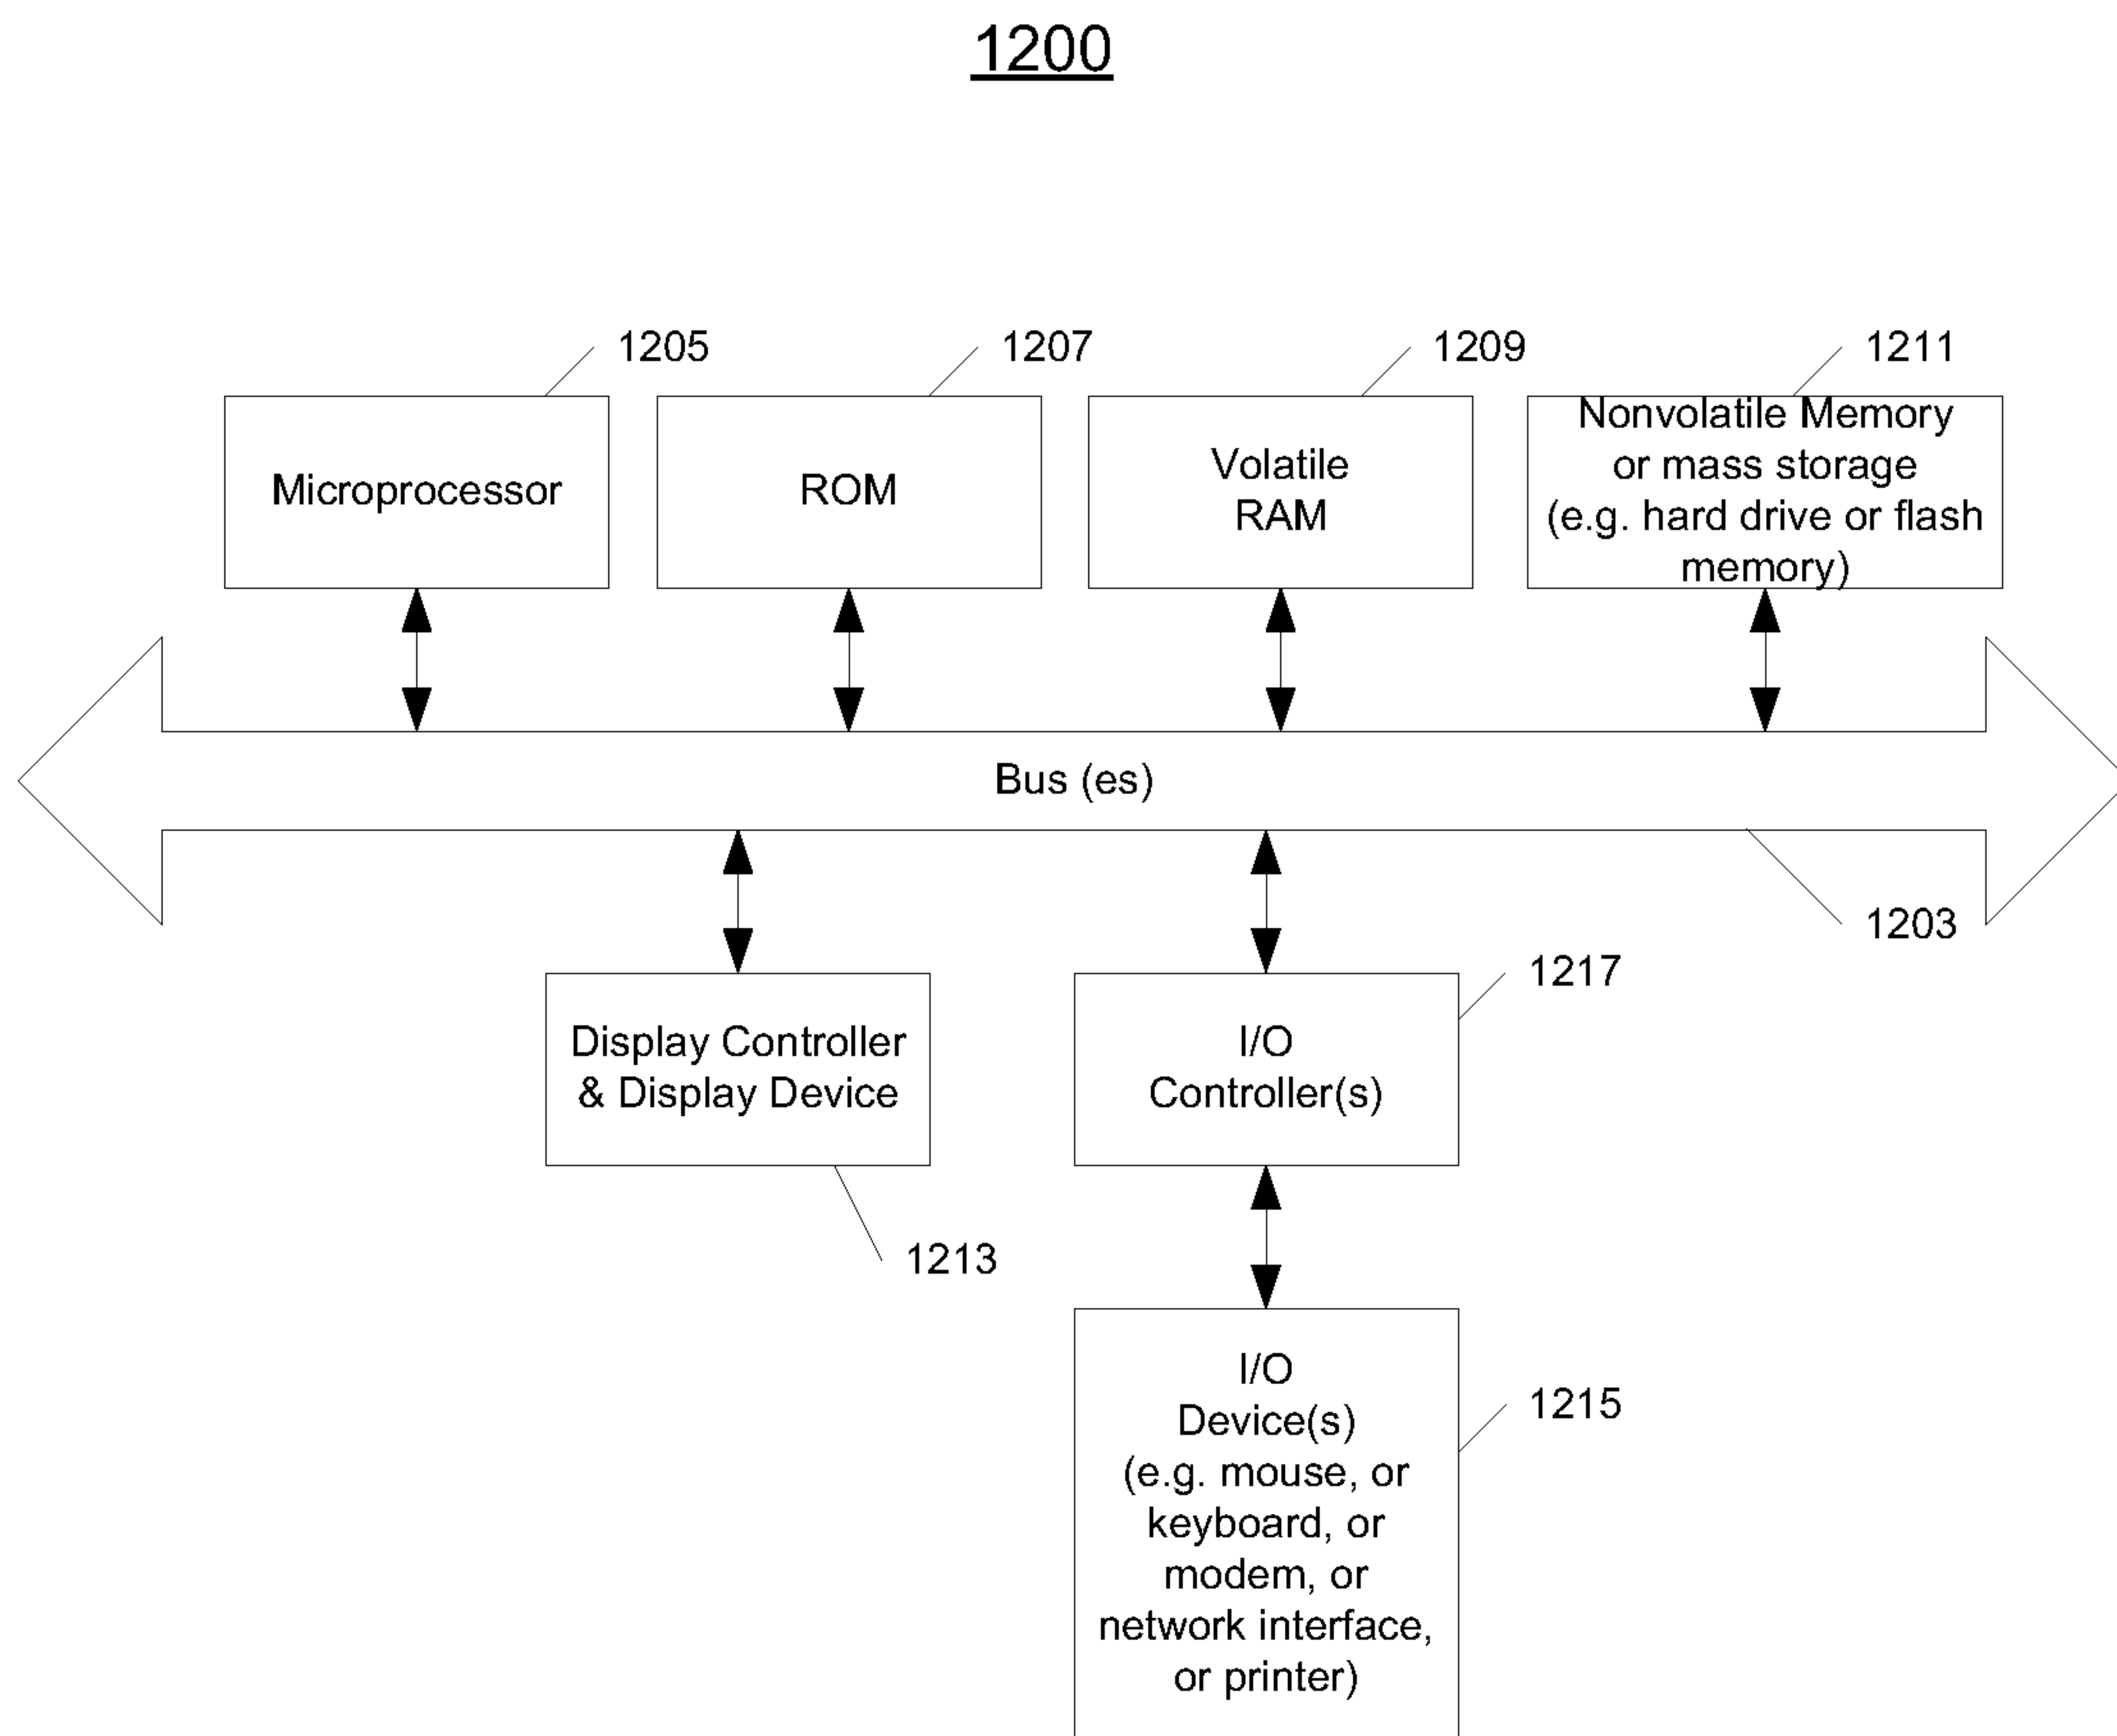 1200
1205
1207
1209
1211
Microprocessor
ROM
Volatile
RAM
Nonvolatile Memory
or mass storage
(e.g. hard drive or flash
memory)
Bus (es)
1203
1217
Display Controller
& Display Device
I/O
Controller(s)
1213
I/O
Device(s)
(e.g. mouse, or
keyboard, or
modem, or
network interface,
or printer)
1215